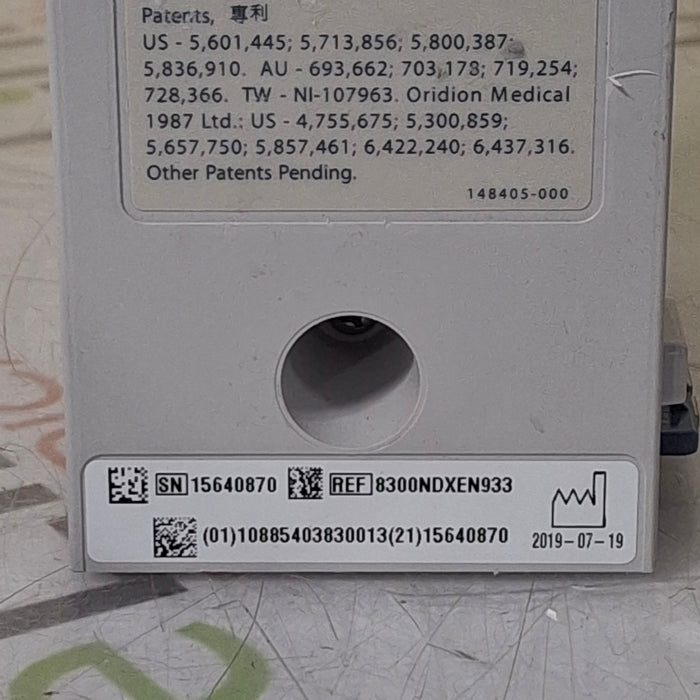 Patents, 專利
US - 5,601,445; 5,713,856; 5,800,387;
5,836,910. AU - 693,662; 703,178; 719,254;
728,366. TW - NI-107963. Oridion Medical
1987 Ltd.: US - 4,755,675; 5,300,859;
5,657,750; 5,857,461; 6,422,240; 6,437,316.
Other Patents Pending.
148405-000
SN 15640870 REF 8300NDXEN933
(01)10885403830013(21)15640870
2019-07-19